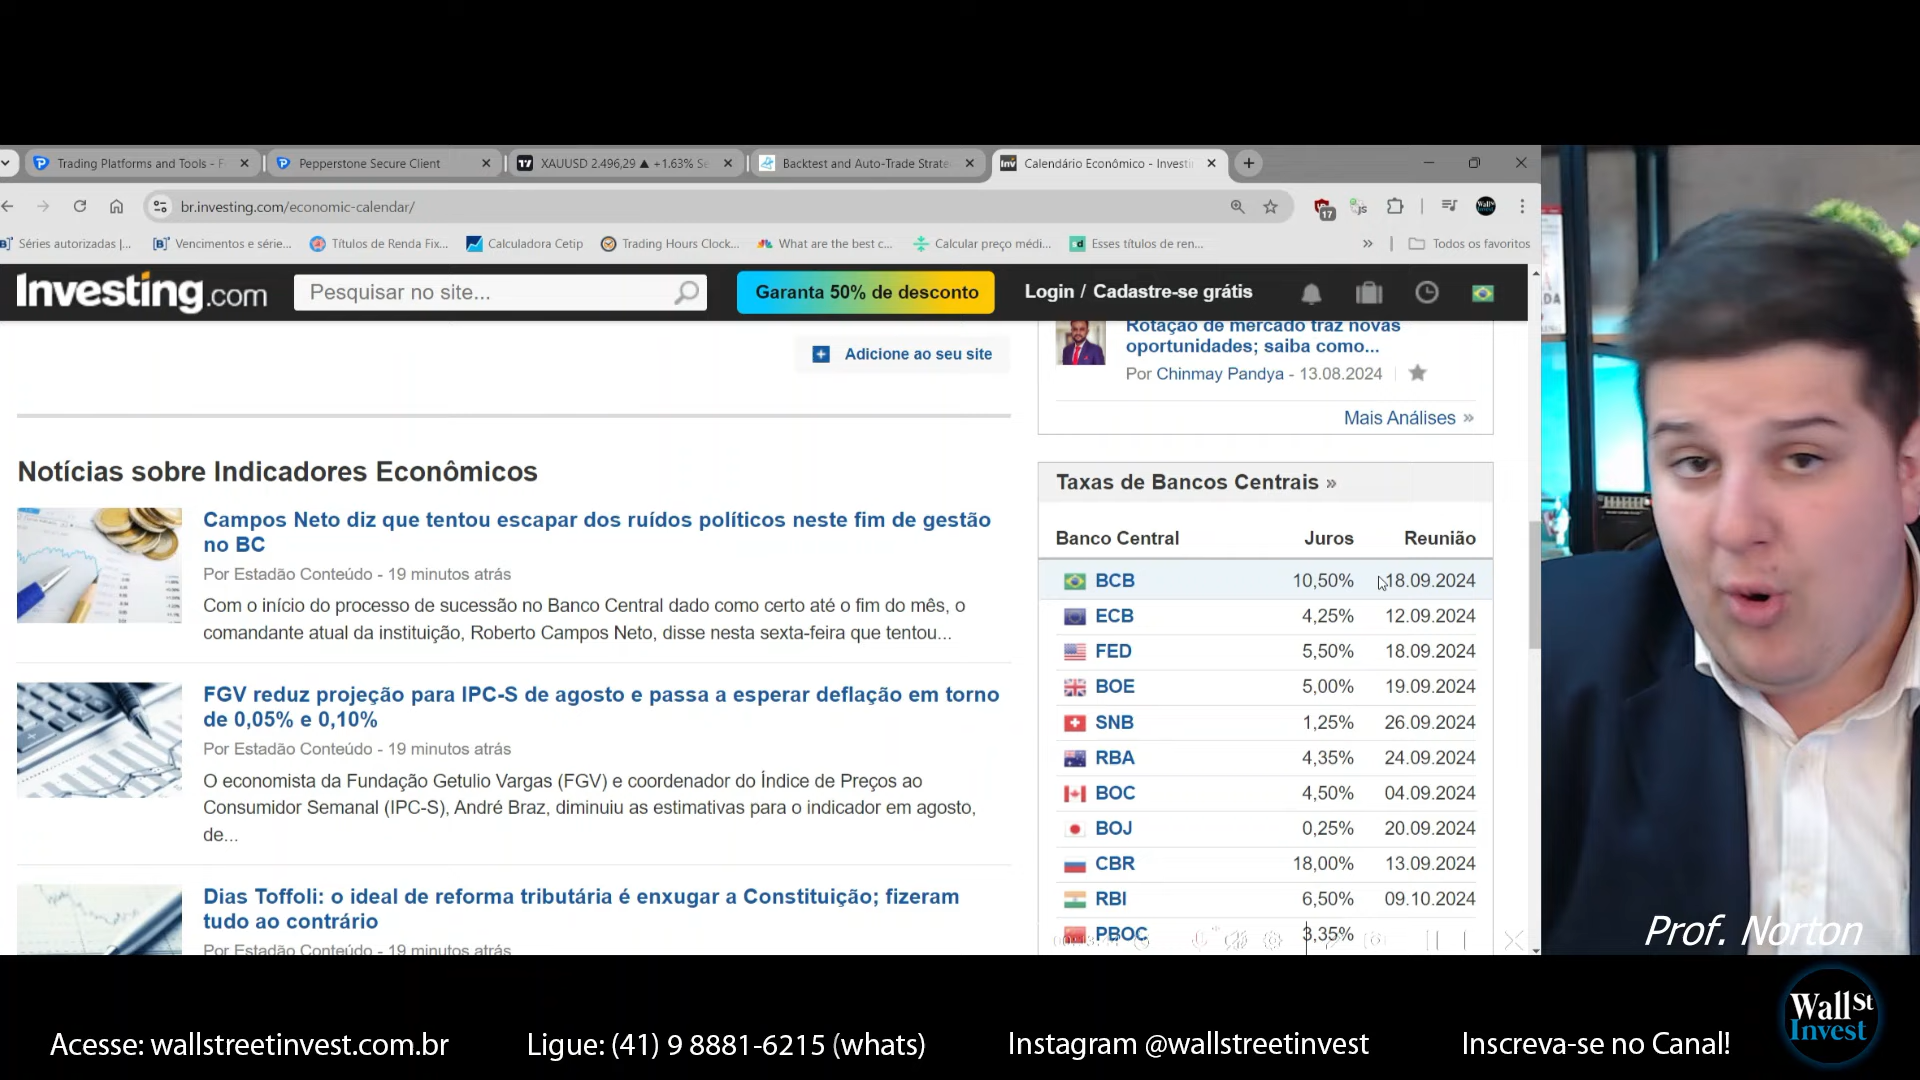 Trading Platforms and Tools - F
Pepperstone Secure Client
XAUUSD 2.496,29 ▲ +1.63% Se
Backtest and Auto-Trade Strate
Calendário Econômico - Investi
br.investing.com/economic-calendar/
17
Séries autorizadas |...
Vencimentos e série...
Títulos de Renda Fix...
Calculadora Cetip
Trading Hours Clock...
What are the best c...
Calcular preço médi...
Esses títulos de ren...
»
Todos os favoritos
Investing.com
Pesquisar no site...
Garanta 50% de desconto
Login / Cadastre-se grátis
Adicione ao seu site
Rotação de mercado traz novas
oportunidades; saiba como...
Por Chinmay Pandya - 13.08.2024
Mais Análises »
Notícias sobre Indicadores Econômicos
Campos Neto diz que tentou escapar dos ruídos políticos neste fim de gestão
no BC
Por Estadão Conteúdo - 19 minutos atrás
Com o início do processo de sucessão no Banco Central dado como certo até o fim do mês, o
comandante atual da instituição, Roberto Campos Neto, disse nesta sexta-feira que tentou...
FGV reduz projeção para IPC-S de agosto e passa a esperar deflação em torno
de 0,05% e 0,10%
Por Estadão Conteúdo - 19 minutos atrás
O economista da Fundação Getulio Vargas (FGV) e coordenador do Índice de Preços ao
Consumidor Semanal (IPC-S), André Braz, diminuiu as estimativas para o indicador em agosto,
de...
Dias Toffoli: o ideal de reforma tributária é enxugar a Constituição; fizeram
tudo ao contrário
Por Estadão Conteúdo - 19 minutos atrás
Taxas de Bancos Centrais »
Banco Central Juros Reunião
BCB 10,50% 18.09.2024
ECB 4,25% 12.09.2024
FED 5,50% 18.09.2024
BOE 5,00% 19.09.2024
SNB 1,25% 26.09.2024
RBA 4,35% 24.09.2024
BOC 4,50% 04.09.2024
BOJ 0,25% 20.09.2024
CBR 18,00% 13.09.2024
RBI 6,50% 09.10.2024
PBOC 3,35%
Prof. Norton
Wall St
Invest
Acesse: wallstreetinvest.com.br
Ligue: (41) 9 8881-6215 (whats)
Instagram @wallstreetinvest
Inscreva-se no Canal!